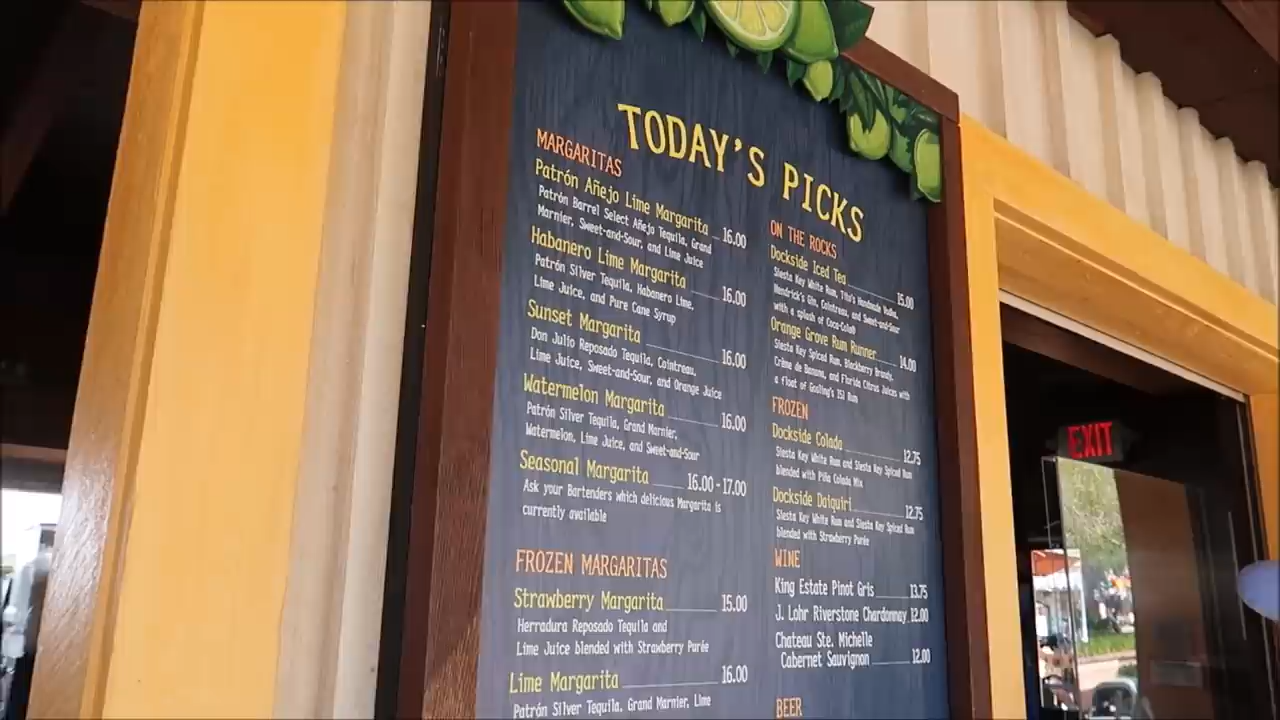 TODAY'S PICKS
MARGARITAS
Patrón Añejo Lime Margarita 16.00
Patrón Barrel Select Añejo Tequila, Grand
Marnier, Sweet-and-Sour, and Lime Juice
Habanero Lime Margarita 16.00
Patrón Silver Tequila, Habanero Lime,
Lime Juice, and Pure Cane Syrup
Sunset Margarita 16.00
Don Julio Reposado Tequila, Cointreau,
Lime Juice, Sweet-and-Sour, and Orange Juice
Watermelon Margarita 16.00
Patrón Silver Tequila, Grand Marnier,
Watermelon, Lime Juice, and Sweet-and-Sour
Seasonal Margarita 16.00-17.00
Ask your Bartenders which delicious Margarita is
currently available
FROZEN MARGARITAS
Strawberry Margarita 15.00
Herradura Reposado Tequila and
Lime Juice blended with Strawberry Purée
Lime Margarita 16.00
Patrón Silver Tequila, Grand Marnier, Lime
ON THE ROCKS
Dockside Iced Tea 15.00
Siesta Key White Rum, Tito's Handmade Vodka,
Hendrick's Gin, Cointreau, and Sweet-and-Sour
with a splash of Coca-Cola®
Orange Grove Rum Runner 14.00
Siesta Key Spiced Rum, Blackberry Brandy,
Crème de Banana, and Florida Citrus Juices with
a float of Gosling's 151 Rum
FROZEN
Dockside Colada 12.75
Siesta Key White Rum and Siesta Key Spiced Rum
blended with Piña Colada Mix
Dockside Daiquiri 12.75
Siesta Key White Rum and Siesta Key Spiced Rum
blended with Strawberry Purée
WINE
King Estate Pinot Gris 13.75
J. Lohr Riverstone Chardonnay 12.00
Chateau Ste. Michelle
Cabernet Sauvignon 12.00
BEER
EXIT